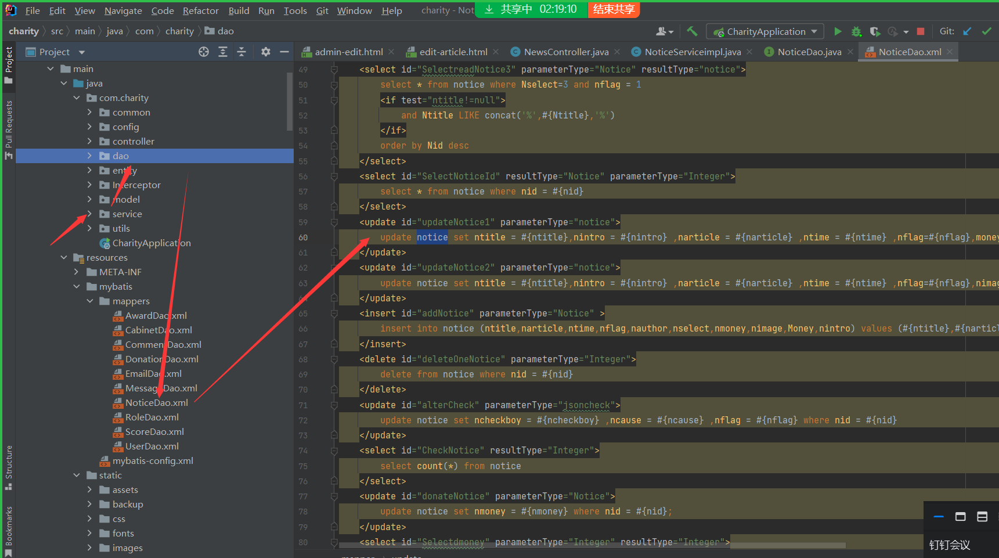 File Edit View Navigate Code Refactor Build Run Tools Git Window Help charity - Not 共享中 02:19:10 结束共享
charity src main java com charity dao CharityApplication Git:
Project admin-edit.html edit-article.html NewsController.java NoticeServiceimpl.java NoticeDao.java NoticeDao.xml
Project
Pull Requests
Structure
Bookmarks
main
java
com.charity
common
config
controller
dao
entity
Interceptor
model
service
utils
CharityApplication
resources
META-INF
mybatis
mappers
AwardDao.xml
CabinetDao.xml
CommentDao.xml
DonationDao.xml
EmailDao.xml
MessageDao.xml
NoticeDao.xml
RoleDao.xml
ScoreDao.xml
UserDao.xml
mybatis-config.xml
static
assets
backup
css
fonts
images
49 <select id="SelectreadNotice3" parameterType="Notice" resultType="notice">
50 select * from notice where Nselect=3 and nflag = 1
51 <if test="ntitle!=null">
52 and Ntitle LIKE concat('%',#{Ntitle},'%')
53 </if>
54 order by Nid desc
55 </select>
56 <select id="SelectNoticeId" resultType="Notice" parameterType="Integer">
57 select * from notice where nid = #{nid}
58 </select>
59 <update id="updateNotice1" parameterType="notice">
60 update notice set ntitle = #{ntitle},nintro = #{nintro} ,narticle = #{narticle} ,ntime = #{ntime} ,nflag=#{nflag},money
61 </update>
62 <update id="updateNotice2" parameterType="notice">
63 update notice set ntitle = #{ntitle},nintro = #{nintro} ,narticle = #{narticle} ,ntime = #{ntime} ,nflag=#{nflag},nimag
64 </update>
65 <insert id="addNotice" parameterType="Notice" >
66 insert into notice (ntitle,narticle,ntime,nflag,nauthor,nselect,nmoney,nimage,Money,nintro) values (#{ntitle},#{narticl
67 </insert>
68 <delete id="deleteOneNotice" parameterType="Integer">
69 delete from notice where nid = #{nid}
70 </delete>
71 <update id="alterCheck" parameterType="jsoncheck">
72 update notice set ncheckboy = #{ncheckboy} ,ncause = #{ncause} ,nflag = #{nflag} where nid = #{nid}
73 </update>
74 <select id="CheckNotice" resultType="Integer">
75 select count(*) from notice
76 </select>
77 <update id="donateNotice" parameterType="Notice">
78 update notice set nmoney = #{nmoney} where nid = #{nid};
79 </update>
80 <select id="Selectdmoney" parameterType="Integer" resultType="Integer">
钉钉会议